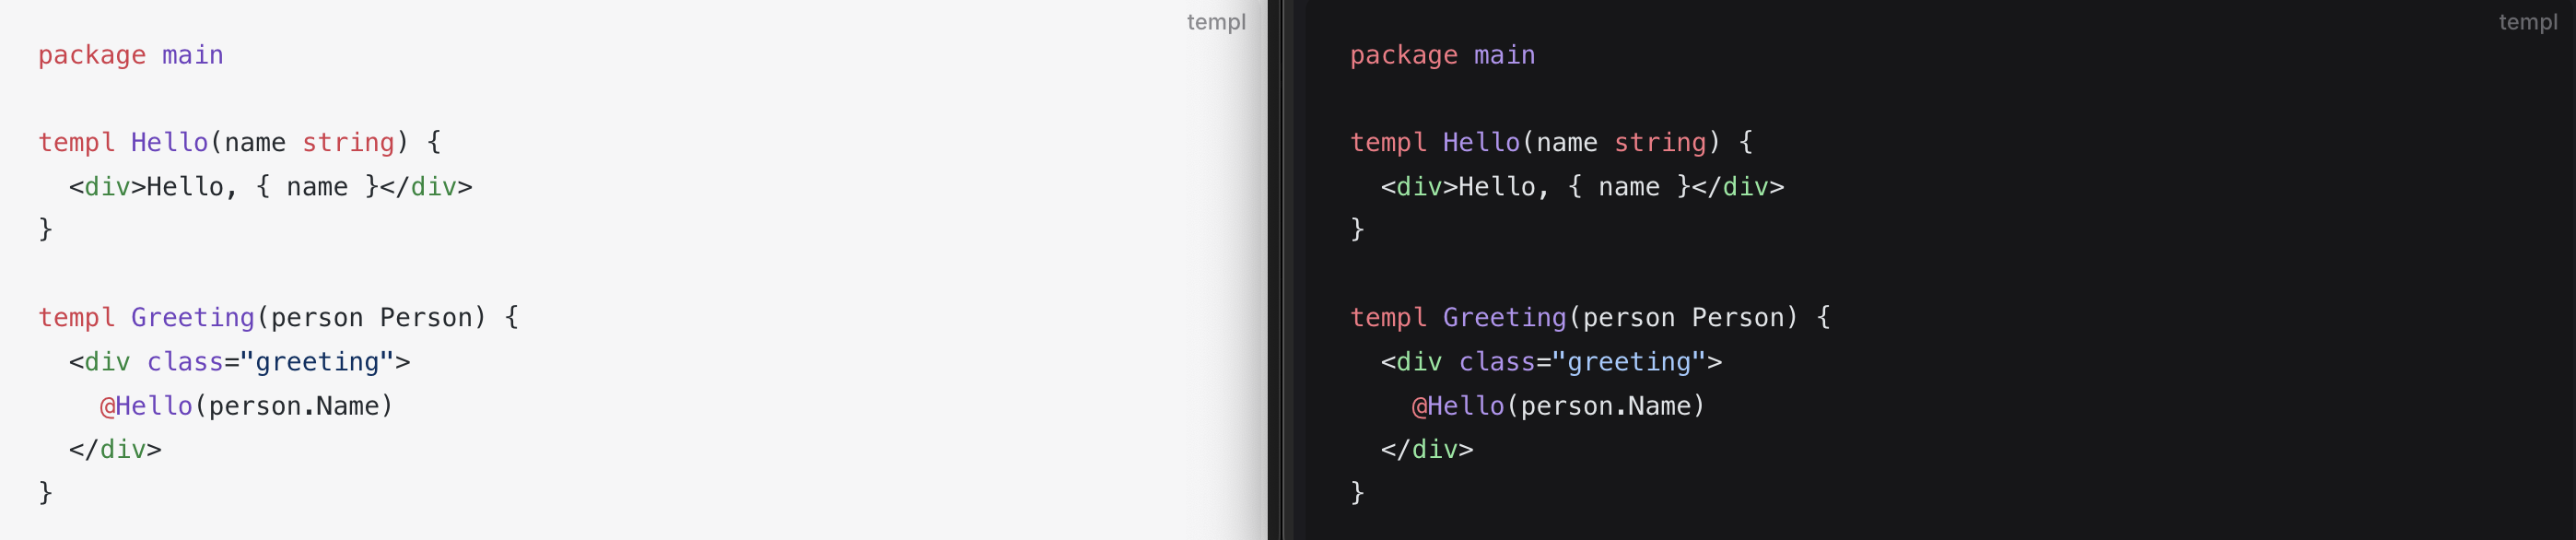 templ
package main

templ Hello(name string) {
  <div>Hello, { name }</div>
}

templ Greeting(person Person) {
  <div class="greeting">
    @Hello(person.Name)
  </div>
}

templ
package main

templ Hello(name string) {
  <div>Hello, { name }</div>
}

templ Greeting(person Person) {
  <div class="greeting">
    @Hello(person.Name)
  </div>
}